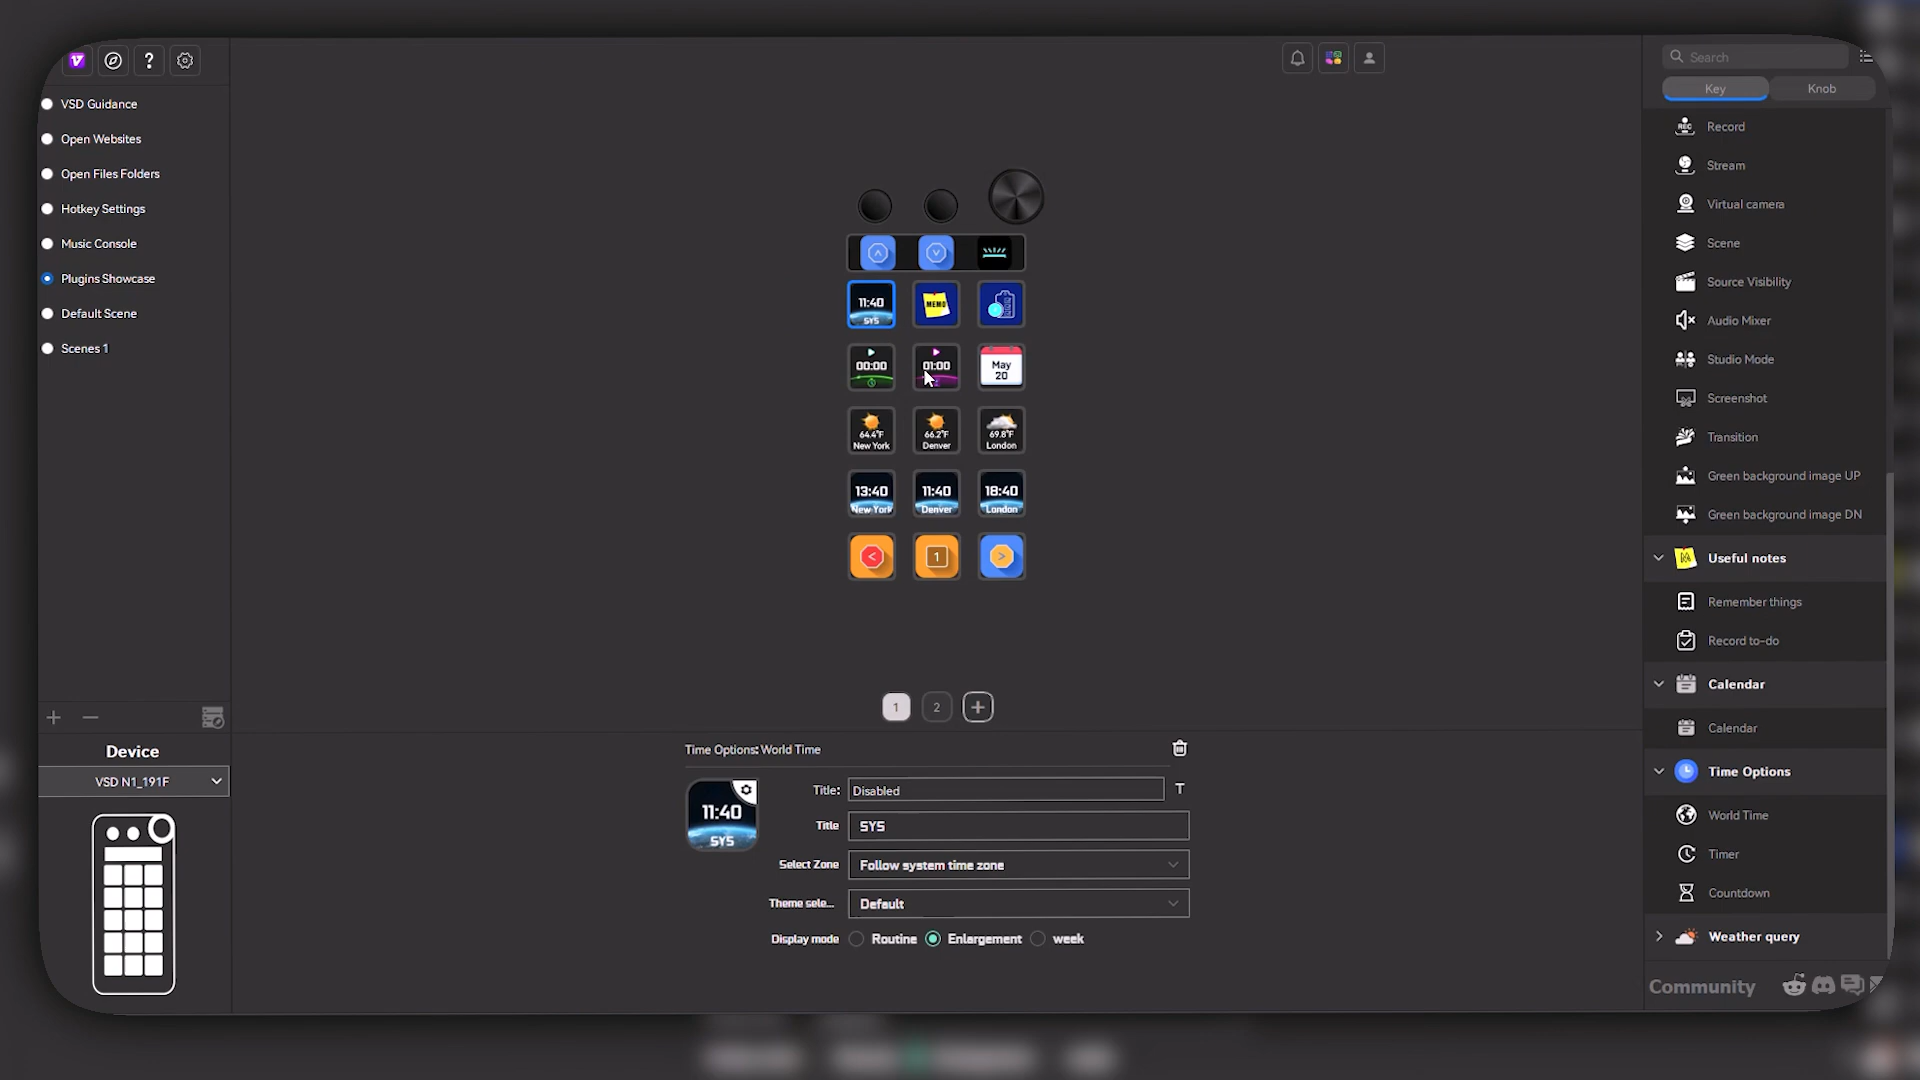 VSD Guidance
Open Websites
Open Files Folders
Hotkey Settings
Music Console
Plugins Showcase
Default Scene
Scenes 1
Device
VSD N1_191F
11:40
SYS
MEMO
00:00
01:00
May
20
64.4°F
New York
66.2°F
Denver
69.8°F
London
13:40
New York
11:40
Denver
18:40
London
1
1
2
Time Options: World Time
11:40
SYS
Title: Disabled
T
Title SYS
Select Zone Follow system time zone
Theme sele... Default
Display mode Routine Enlargement week
Search
Key Knob
REC Record
Stream
Virtual camera
Scene
Source Visibility
Audio Mixer
Studio Mode
Screenshot
Transition
Green background image UP
Green background image DN
Useful notes
Remember things
Record to-do
Calendar
Calendar
Time Options
World Time
Timer
Countdown
Weather query
Community